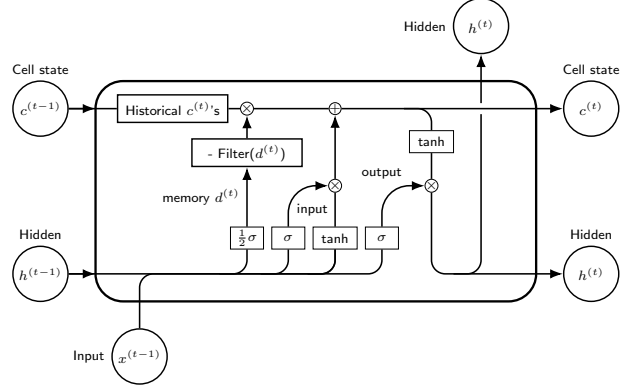 Hidden
h^(t)
Cell state
c^(t−1)
Historical c^(t)'s
⊗
⊕
Cell state
c^(t)
- Filter(d^(t))
tanh
memory d^(t)
⊗
input
output
⊗
½σ
σ
tanh
σ
Hidden
h^(t−1)
Hidden
h^(t)
Input
x^(t−1)